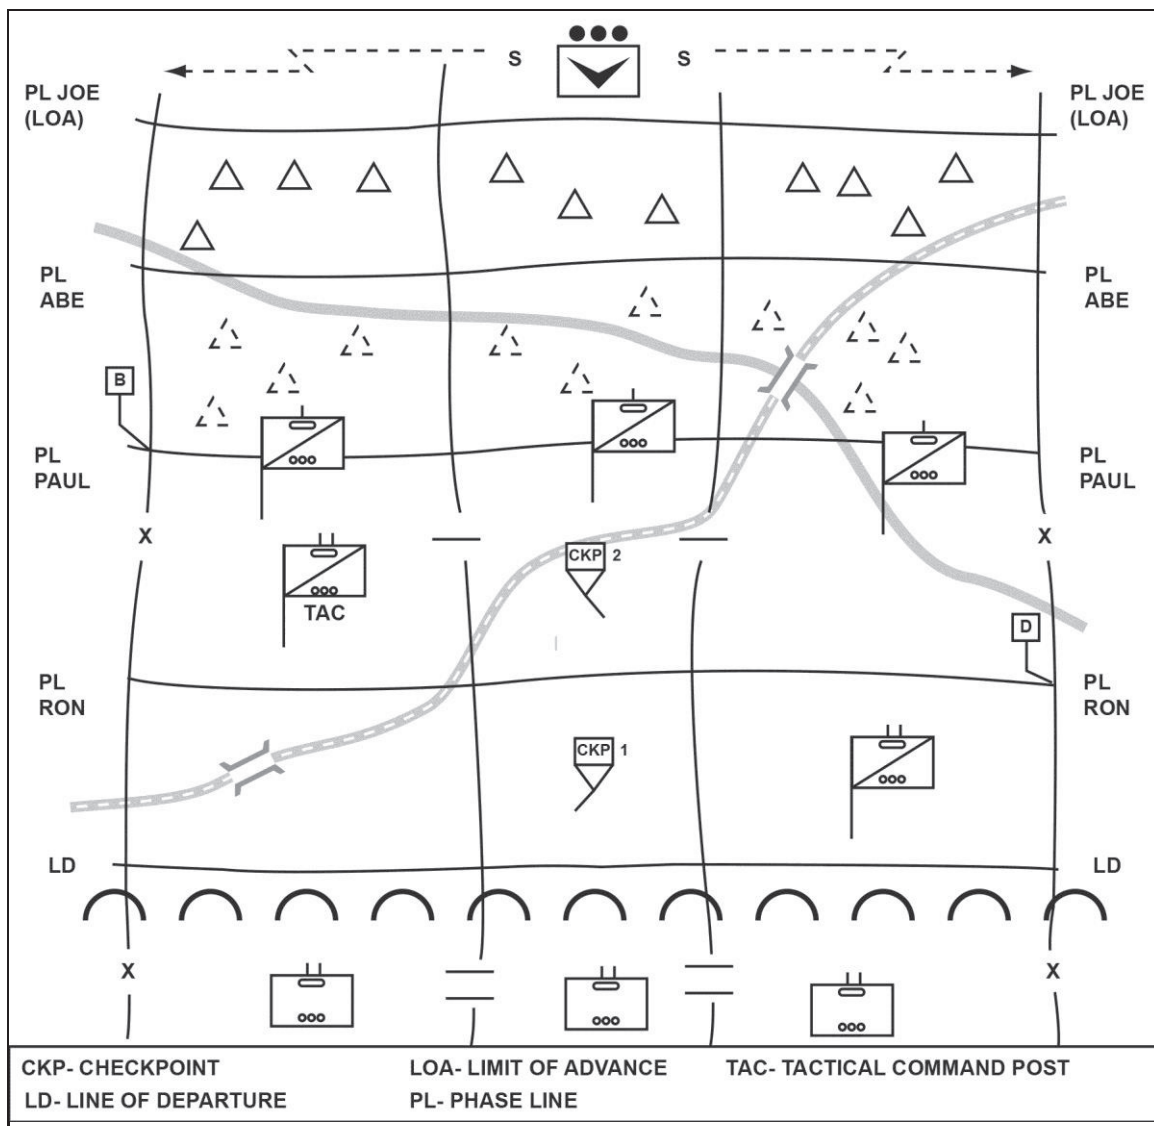 S
S
PL JOE
(LOA)
PL JOE
(LOA)
PL
ABE
PL
ABE
B
PL
PAUL
PL
PAUL
X
X
CKP 2
TAC
D
PL
RON
PL
RON
CKP 1
LD
LD
X
X
CKP- CHECKPOINT
LOA- LIMIT OF ADVANCE
TAC- TACTICAL COMMAND POST
LD- LINE OF DEPARTURE
PL- PHASE LINE